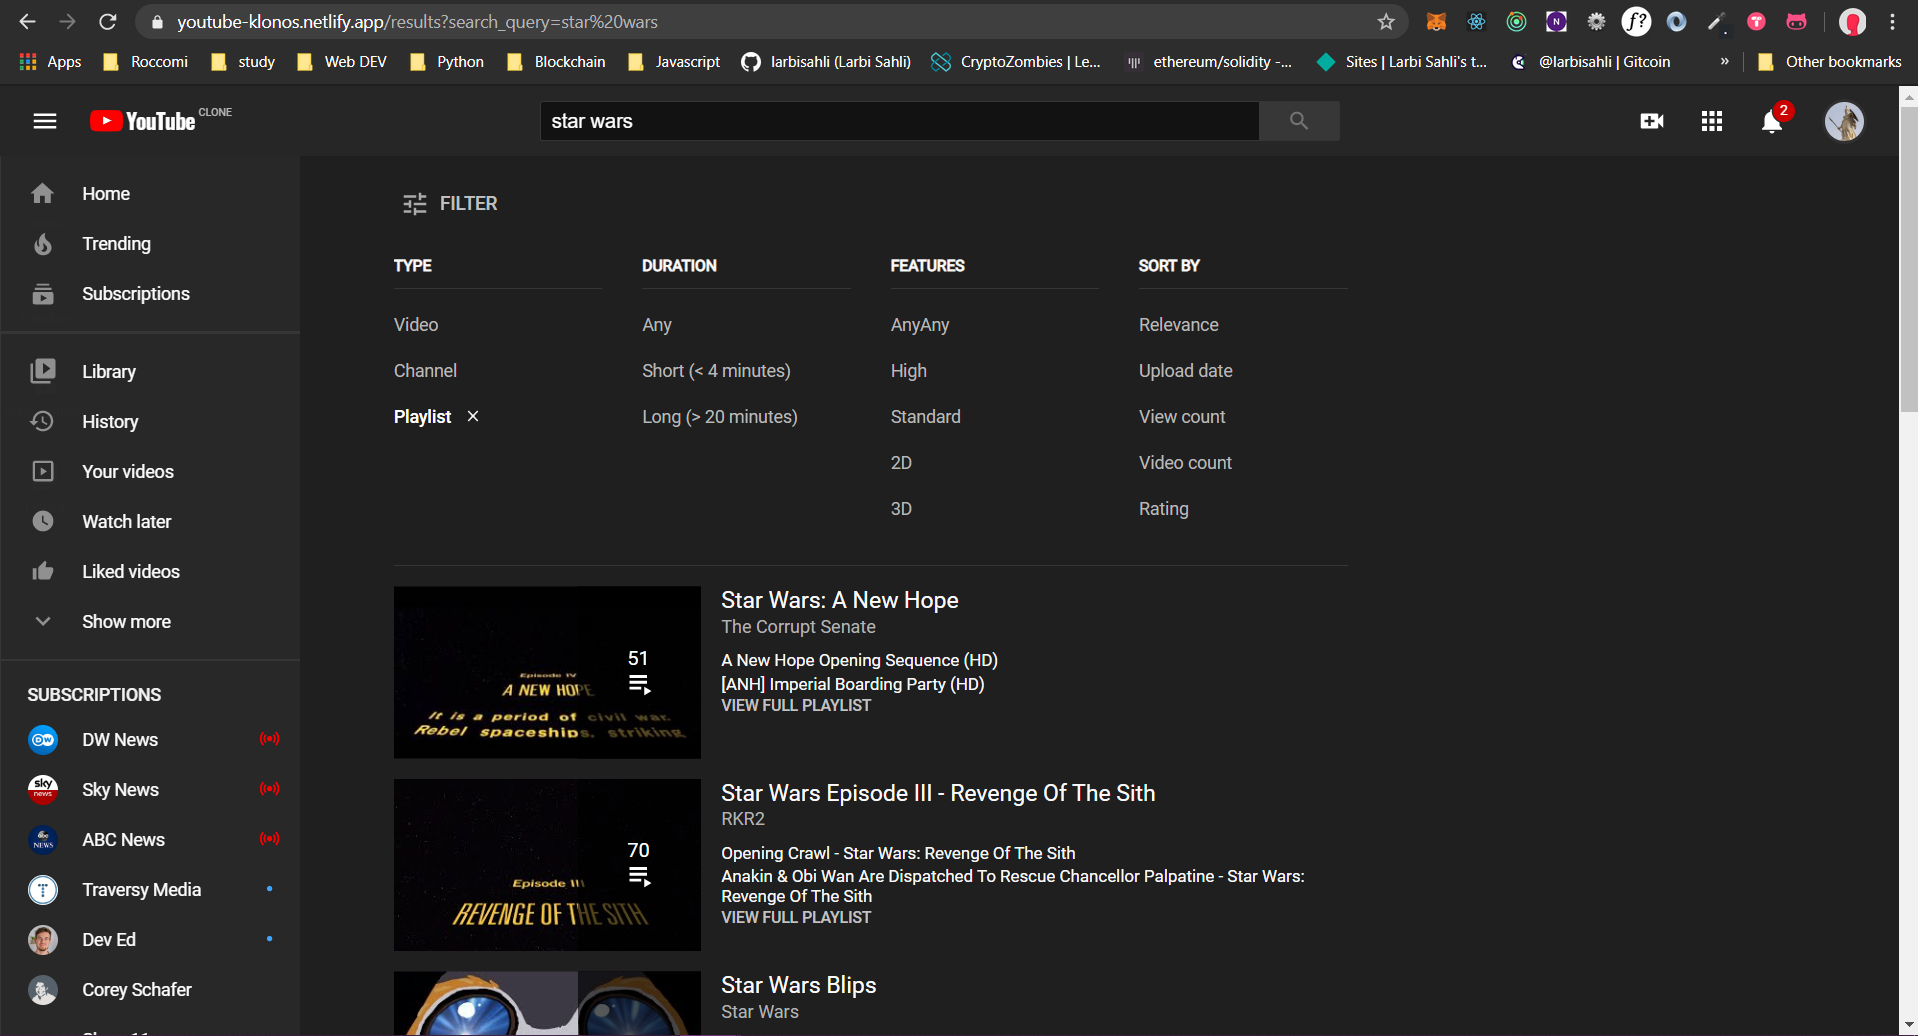 youtube-klonos.netlify.app/results?search_query=star%20wars
Apps
Roccomi
study
Web DEV
Python
Blockchain
Javascript
larbisahli (Larbi Sahli)
CryptoZombies | Le...
ethereum/solidity -...
Sites | Larbi Sahli's t...
@larbisahli | Gitcoin
»
Other bookmarks
YouTube CLONE
star wars
2
Home
Trending
Subscriptions
Library
History
Your videos
Watch later
Liked videos
Show more
SUBSCRIPTIONS
DW News
sky news
Sky News
abc NEWS
ABC News
Traversy Media
Dev Ed
Corey Schafer
FILTER
TYPE
Video
Channel
Playlist ×
DURATION
Any
Short (< 4 minutes)
Long (> 20 minutes)
FEATURES
AnyAny
High
Standard
2D
3D
SORT BY
Relevance
Upload date
View count
Video count
Rating
51
Episode IV
A NEW HOPE
It is a period of civil war.
Rebel spaceships, striking
Star Wars: A New Hope
The Corrupt Senate
A New Hope Opening Sequence (HD)
[ANH] Imperial Boarding Party (HD)
VIEW FULL PLAYLIST
70
Episode III
REVENGE OF THE SITH
Star Wars Episode III - Revenge Of The Sith
RKR2
Opening Crawl - Star Wars: Revenge Of The Sith
Anakin & Obi Wan Are Dispatched To Rescue Chancellor Palpatine - Star Wars:
Revenge Of The Sith
VIEW FULL PLAYLIST
Star Wars Blips
Star Wars